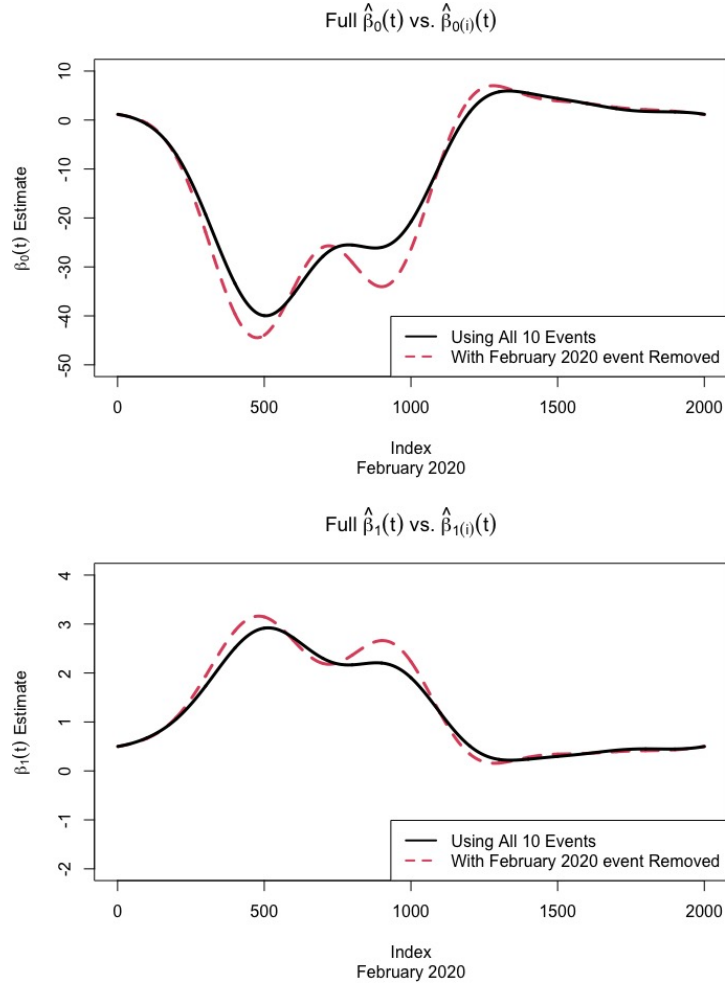 Full β̂₀(t) vs. β̂₀₍ᵢ₎(t)
β₀(t) Estimate
10
0
-10
-20
-30
-40
-50
Using All 10 Events
With February 2020 event Removed
0 500 1000 1500 2000
Index
February 2020
Full β̂₁(t) vs. β̂₁₍ᵢ₎(t)
β₁(t) Estimate
4
3
2
1
0
-1
-2
Using All 10 Events
With February 2020 event Removed
0 500 1000 1500 2000
Index
February 2020